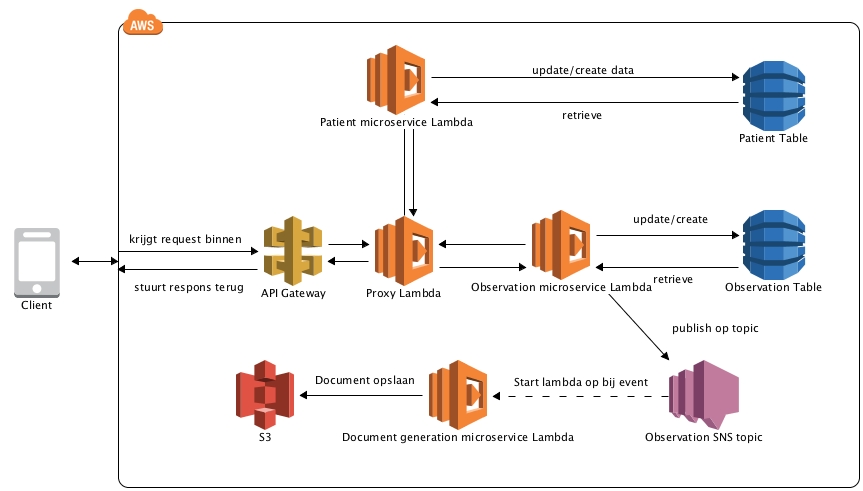 AWS
update/create data
retrieve
Patient microservice Lambda
Patient Table
krijgt request binnen
update/create
stuurt respons terug
retrieve
Client
API Gateway
Proxy Lambda
Observation microservice Lambda
Observation Table
publish op topic
Document opslaan
Start lambda op bij event
S3
Document generation microservice Lambda
Observation SNS topic